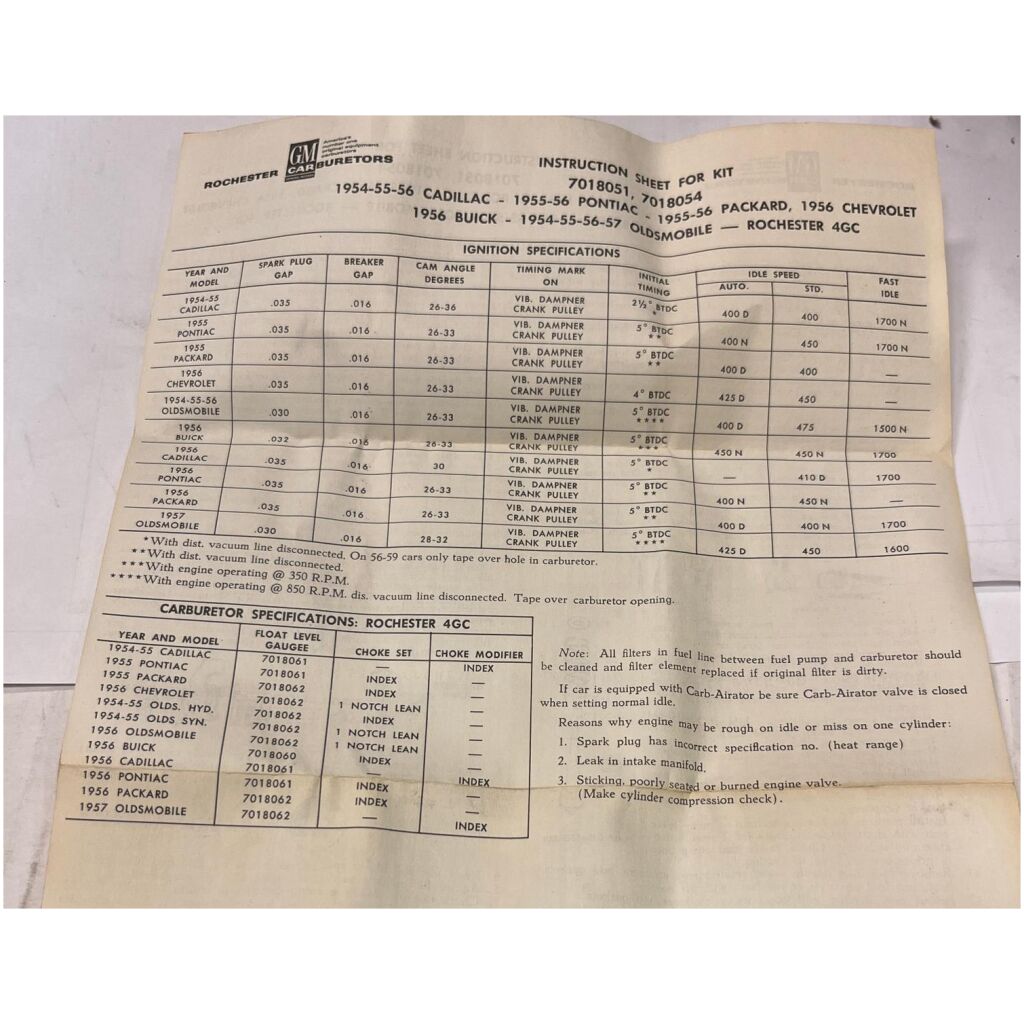 ROCHESTER GM CARBURETORS
America's
number one
original equipment
carburetors
INSTRUCTION SHEET FOR KIT
7018051, 7018054
1954-55-56 CADILLAC - 1955-56 PONTIAC - 1955-56 PACKARD, 1956 CHEVROLET
1956 BUICK - 1954-55-56-57 OLDSMOBILE — ROCHESTER 4GC
IGNITION SPECIFICATIONS
YEAR AND MODEL SPARK PLUG GAP BREAKER GAP CAM ANGLE DEGREES TIMING MARK ON INITIAL TIMING IDLE SPEED AUTO. STD. FAST IDLE
1954-55 CADILLAC .035 .016 26-36 VIB. DAMPNER CRANK PULLEY 2½° BTDC * 400 D 400 1700 N
1955 PONTIAC .035 .016 26-33 VIB. DAMPNER CRANK PULLEY 5° BTDC ** 400 N 450 1700 N
1955 PACKARD .035 .016 26-33 VIB. DAMPNER CRANK PULLEY 5° BTDC ** 400 D 400 —
1956 CHEVROLET .035 .016 26-33 VIB. DAMPNER CRANK PULLEY 4° BTDC 425 D 450 —
1954-55-56 OLDSMOBILE .030 .016 26-33 VIB. DAMPNER CRANK PULLEY 5° BTDC **** 400 D 475 1500 N
1956 BUICK .032 .016 26-33 VIB. DAMPNER CRANK PULLEY 5° BTDC *** 450 N 450 N 1700
1956 CADILLAC .035 .016 30 VIB. DAMPNER CRANK PULLEY 5° BTDC * — 410 D 1700
1956 PONTIAC .035 .016 26-33 VIB. DAMPNER CRANK PULLEY 5° BTDC ** 400 N 450 N —
1956 PACKARD .035 .016 26-33 VIB. DAMPNER CRANK PULLEY 5° BTDC ** 400 D 400 N 1700
1957 OLDSMOBILE .030 .016 28-32 VIB. DAMPNER CRANK PULLEY 5° BTDC **** 425 D 450 1600
*With dist. vacuum line disconnected. On 56-59 cars only tape over hole in carburetor.
**With dist. vacuum line disconnected.
***With engine operating @ 350 R.P.M.
****With engine operating @ 850 R.P.M. dis. vacuum line disconnected. Tape over carburetor opening.
CARBURETOR SPECIFICATIONS: ROCHESTER 4GC
YEAR AND MODEL FLOAT LEVEL GAUGEE CHOKE SET CHOKE MODIFIER
1954-55 CADILLAC 7018061 — INDEX
1955 PONTIAC 7018061 INDEX —
1955 PACKARD 7018062 INDEX —
1956 CHEVROLET 7018062 1 NOTCH LEAN —
1954-55 OLDS. HYD. 7018062 INDEX —
1954-55 OLDS SYN. 7018062 1 NOTCH LEAN —
1956 OLDSMOBILE 7018062 1 NOTCH LEAN —
1956 BUICK 7018060 INDEX —
1956 CADILLAC 7018061 — INDEX
1956 PONTIAC 7018061 INDEX —
1956 PACKARD 7018062 INDEX —
1957 OLDSMOBILE 7018062 — INDEX
Note: All filters in fuel line between fuel pump and carburetor should
be cleaned and filter element replaced if original filter is dirty.
If car is equipped with Carb-Airator be sure Carb-Airator valve is closed
when setting normal idle.
Reasons why engine may be rough on idle or miss on one cylinder:
1. Spark plug has incorrect specification no. (heat range)
2. Leak in intake manifold.
3. Sticking, poorly seated or burned engine valve.
(Make cylinder compression check).